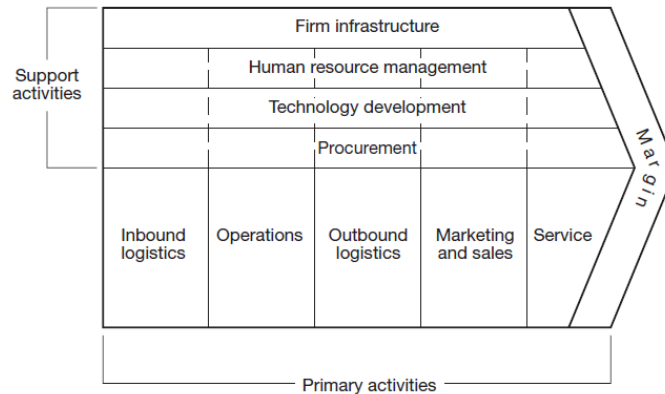 Firm infrastructure
Support
activities
Human resource management
Technology development
Procurement
Margin
Inbound
logistics
Operations
Outbound
logistics
Marketing
and sales
Service
Primary activities